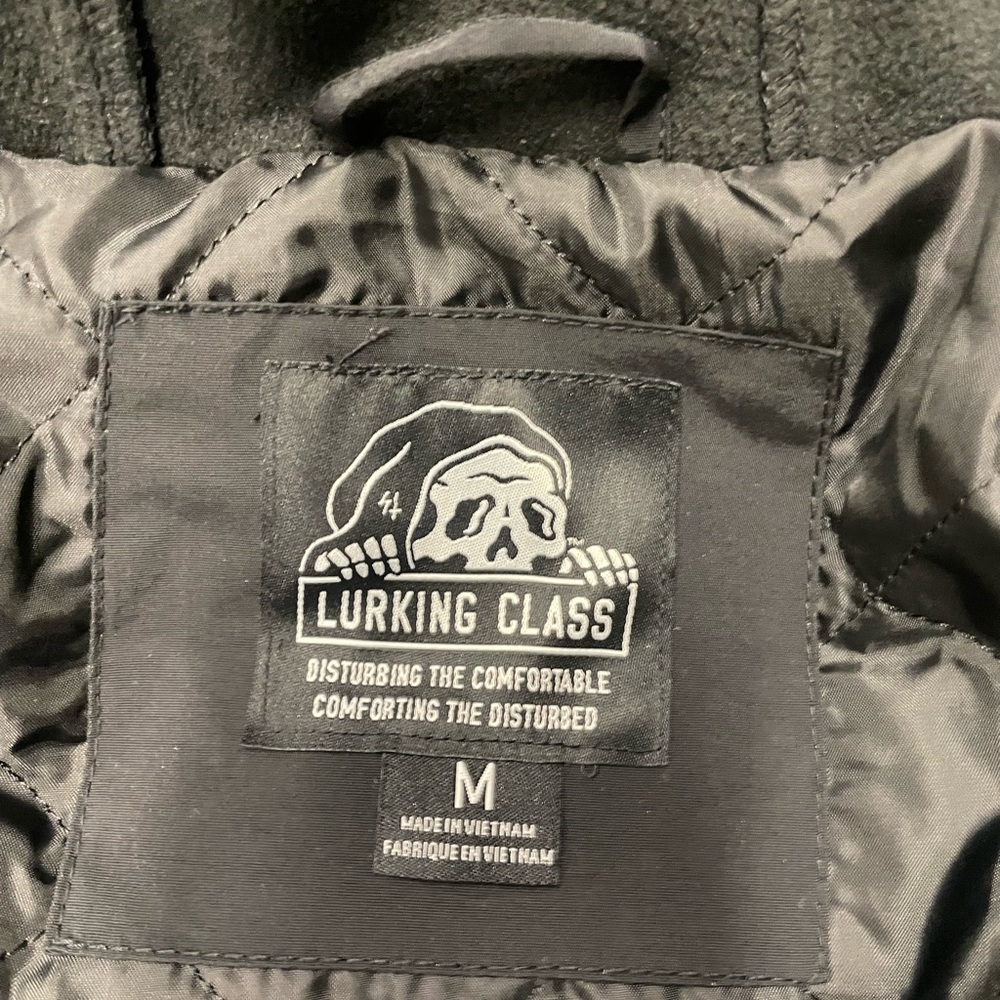 LURKING CLASS
DISTURBING THE COMFORTABLE
COMFORTING THE DISTURBED
M
MADE IN VIETNAM
FABRIQUE EN VIETNAM